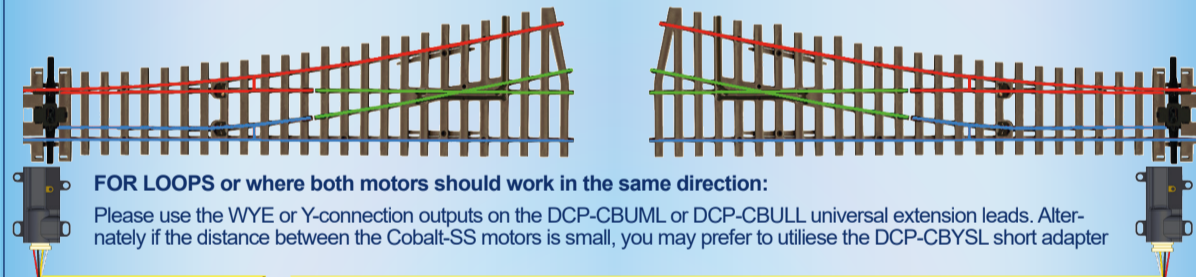 FOR LOOPS or where both motors should work in the same direction:
Please use the WYE or Y-connection outputs on the DCP-CBUML or DCP-CBULL universal extension leads. Alter-
nately if the distance between the Cobalt-SS motors is small, you may prefer to utiliese the DCP-CBYSL short adapter